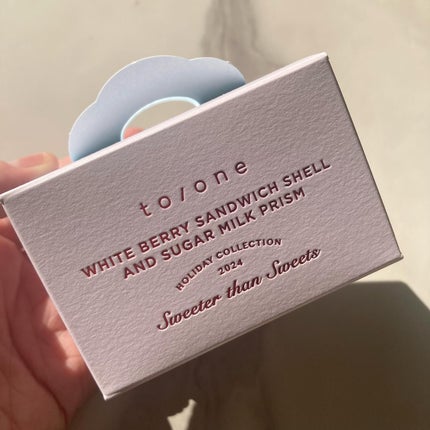 to/one
WHITE BERRY SANDWICH SHELL
AND SUGAR MILK PRISM
HOLIDAY COLLECTION
2024
Sweeter than Sweets